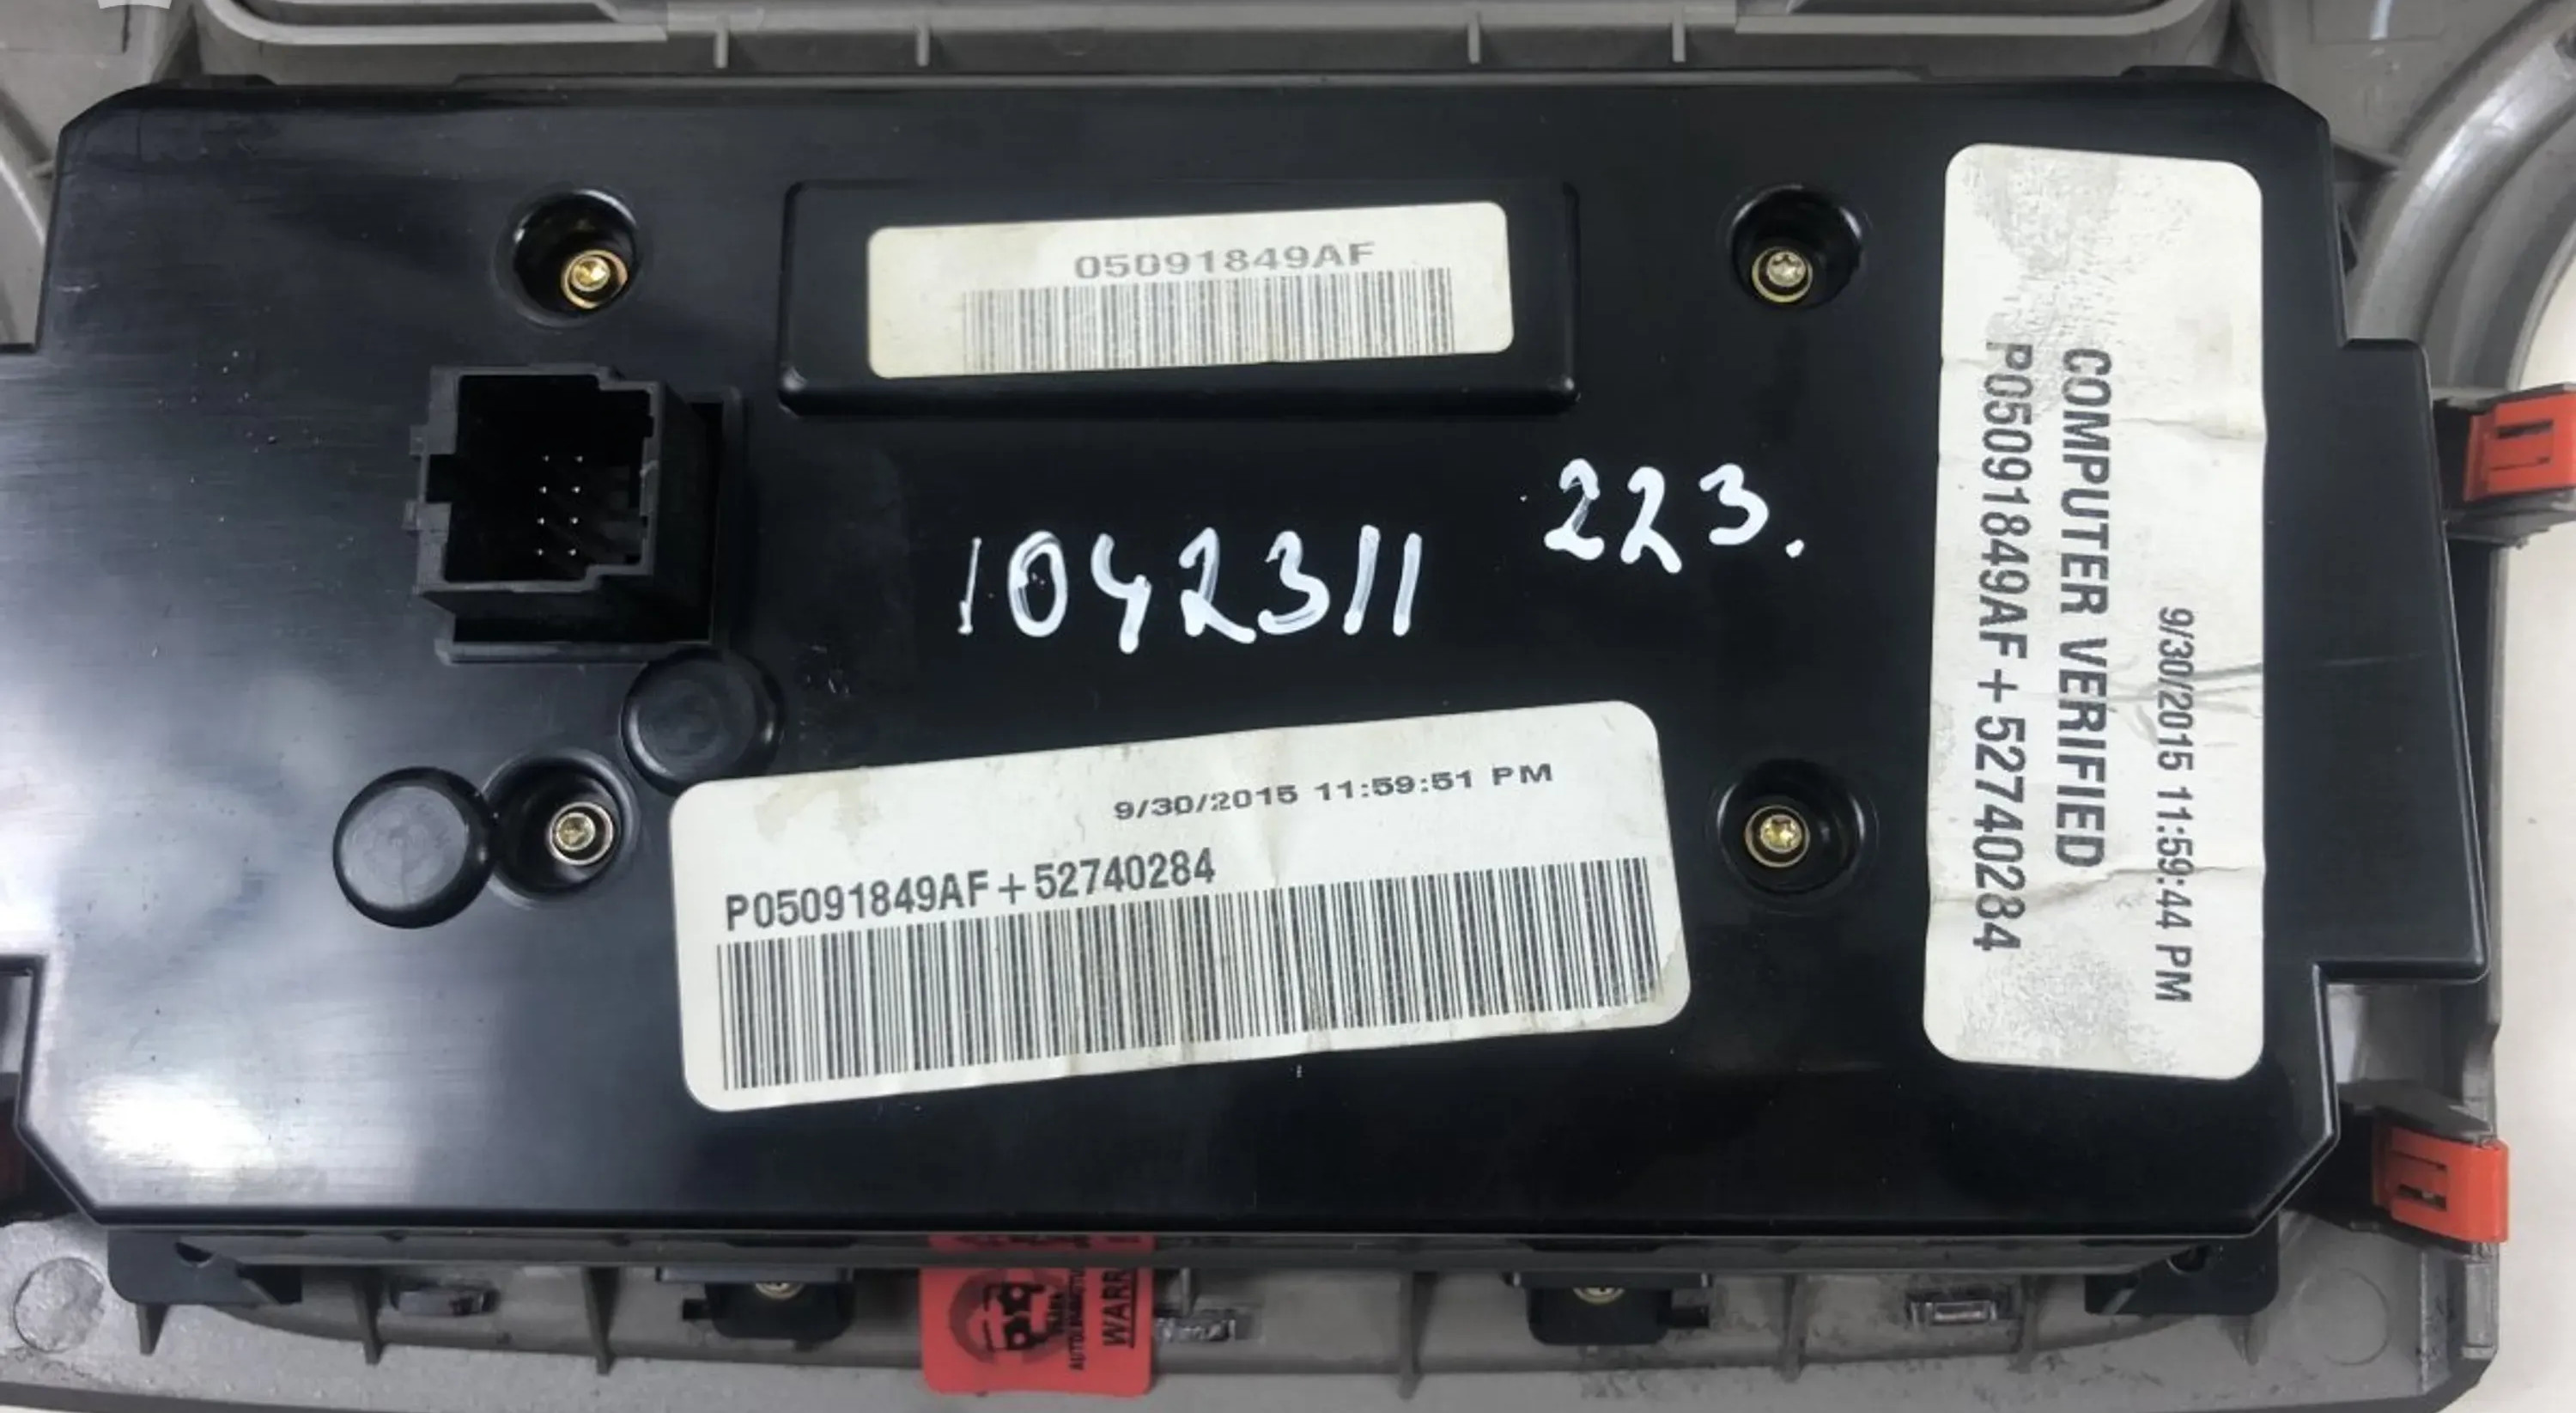 05091849AF
223.
1042311
9/30/2015 11:59:51 PM
P05091849AF+52740284
9/30/2015 11:59:44 PM
COMPUTER VERIFIED
P05091849AF+52740284
WARR